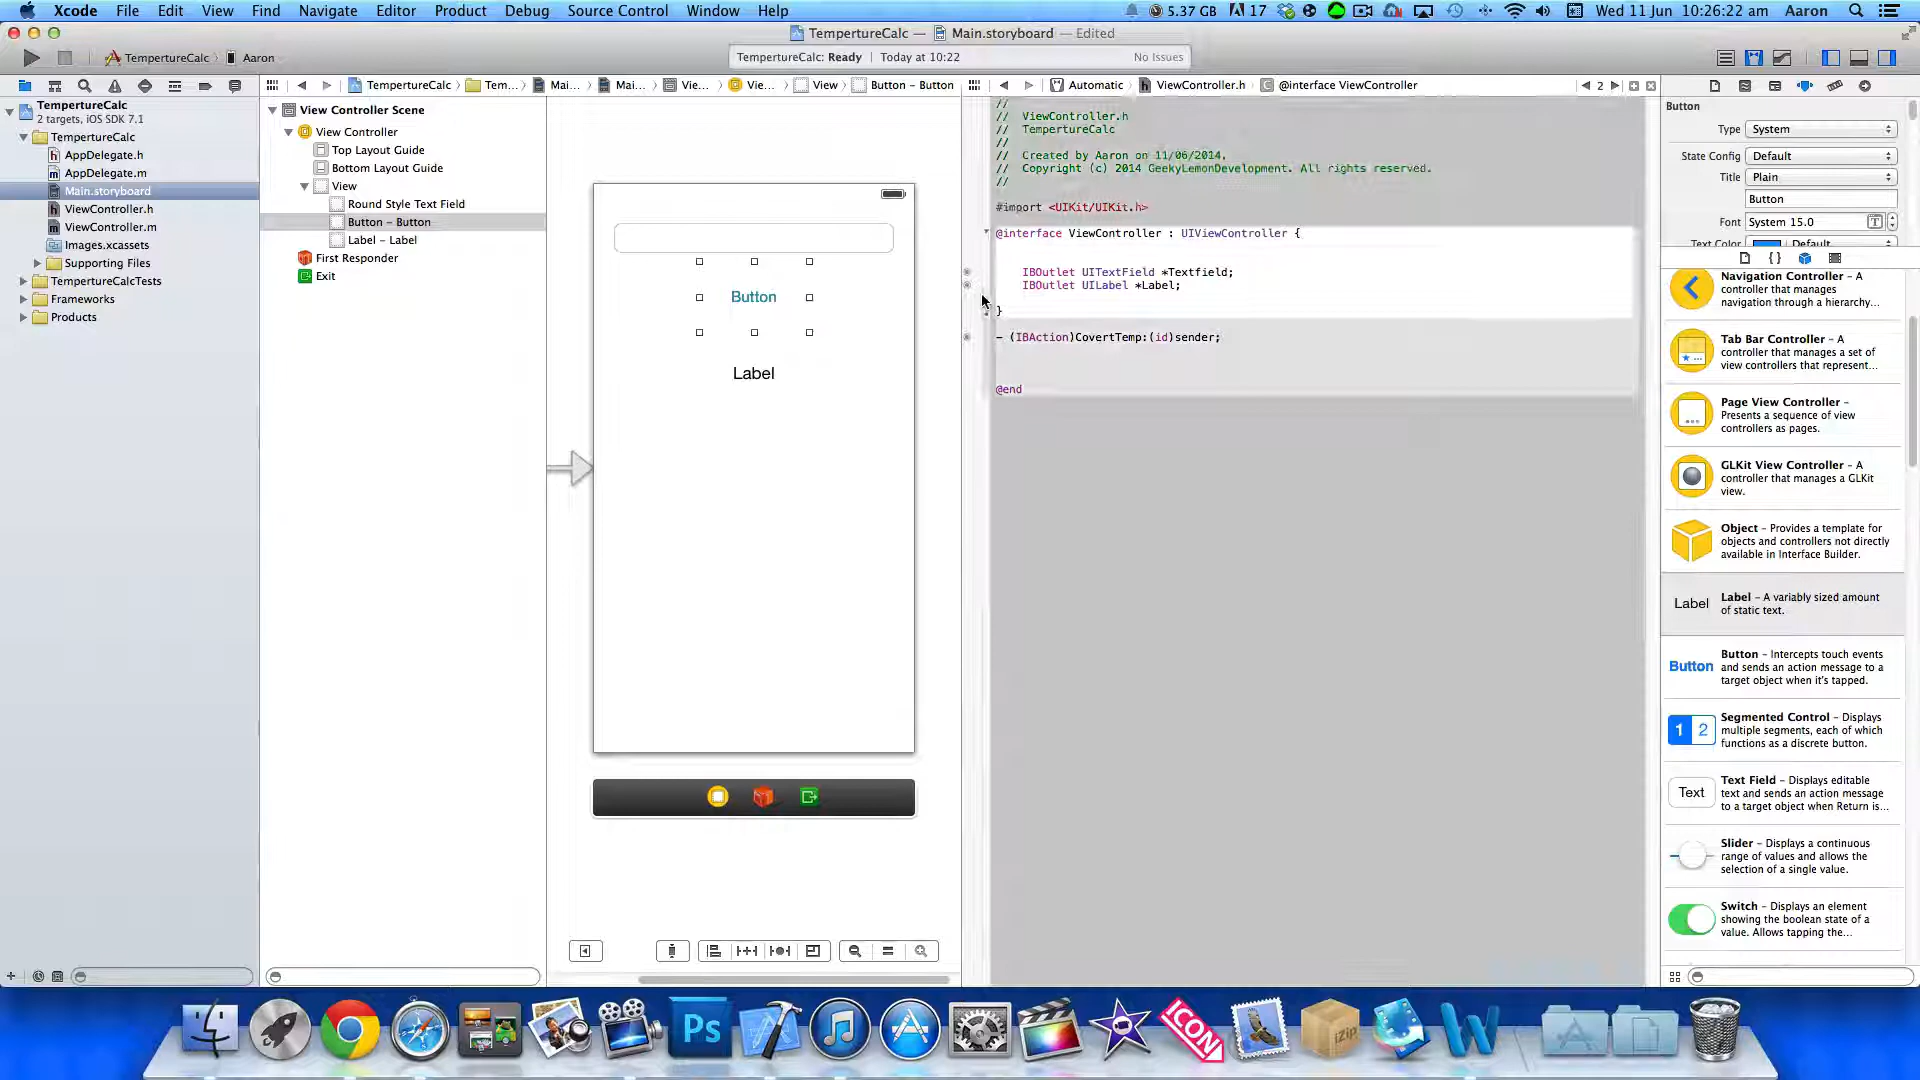 Xcode File Edit View Find Navigate Editor Product Debug Source Control Window Help 5.37 GB 17 Wed 11 Jun 10:26:22 am Aaron
TempertureCalc — Main.storyboard — Edited
TempertureCalc Aaron
TempertureCalc: Ready | Today at 10:22 No Issues
TempertureCalc Tem... Mai... Mai... Vie... Vie... View Button – Button
Automatic ViewController.h @interface ViewController 2
TempertureCalc
2 targets, iOS SDK 7.1
TempertureCalc
AppDelegate.h
AppDelegate.m
Main.storyboard
ViewController.h
ViewController.m
Images.xcassets
Supporting Files
TempertureCalcTests
Frameworks
Products
View Controller Scene
View Controller
Top Layout Guide
Bottom Layout Guide
View
Round Style Text Field
Button – Button
Label – Label
First Responder
Exit
Button
Label
//
// ViewController.h
// TempertureCalc
//
// Created by Aaron on 11/06/2014.
// Copyright (c) 2014 GeekyLemonDevelopment. All rights reserved.
//
#import <UIKit/UIKit.h>
@interface ViewController : UIViewController {
IBOutlet UITextField *Textfield;
IBOutlet UILabel *Label;
}
– (IBAction)CovertTemp:(id)sender;
@end
Button
Type System
State Config Default
Title Plain
Button
Font System 15.0
Text Color Default
Navigation Controller – A
controller that manages
navigation through a hierarchy...
Tab Bar Controller – A
controller that manages a set of
view controllers that represent...
Page View Controller –
Presents a sequence of view
controllers as pages.
GLKit View Controller – A
controller that manages a GLKit
view.
Object – Provides a template for
objects and controllers not directly
available in Interface Builder.
Label
Label – A variably sized amount
of static text.
Button
Button – Intercepts touch events
and sends an action message to a
target object when it's tapped.
1 2
Segmented Control – Displays
multiple segments, each of which
functions as a discrete button.
Text
Text Field – Displays editable
text and sends an action message
to a target object when Return is...
Slider – Displays a continuous
range of values and allows the
selection of a single value.
Switch – Displays an element
showing the boolean state of a
value. Allows tapping the...
Ps
ICON
iZip
W